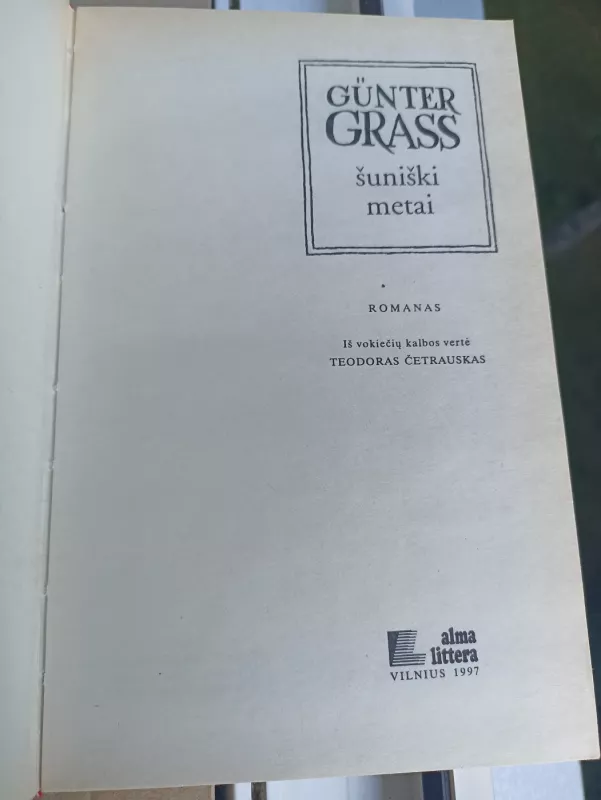 GÜNTER
GRASS
šuniški
metai
ROMANAS
Iš vokiečių kalbos vertė
TEODORAS ČETRAUSKAS
alma
littera
VILNIUS 1997